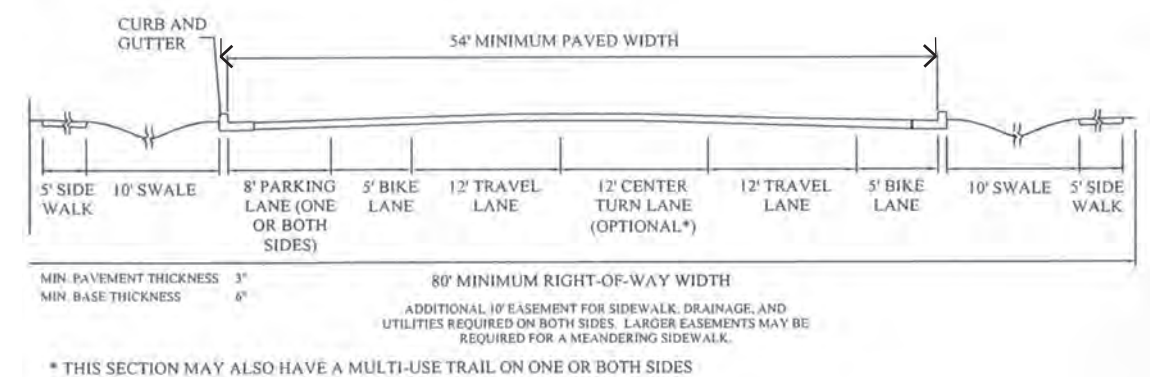 CURB AND
GUTTER
54' MINIMUM PAVED WIDTH
5' SIDE
WALK
10' SWALE
8' PARKING
LANE (ONE
OR BOTH
SIDES)
5' BIKE
LANE
12' TRAVEL
LANE
12' CENTER
TURN LANE
(OPTIONAL*)
12' TRAVEL
LANE
5' BIKE
LANE
10' SWALE
5' SIDE
WALK
MIN. PAVEMENT THICKNESS 3"
MIN. BASE THICKNESS 6"
80' MINIMUM RIGHT-OF-WAY WIDTH
ADDITIONAL 10' EASEMENT FOR SIDEWALK, DRAINAGE, AND
UTILITIES REQUIRED ON BOTH SIDES. LARGER EASEMENTS MAY BE
REQUIRED FOR A MEANDERING SIDEWALK.
* THIS SECTION MAY ALSO HAVE A MULTI-USE TRAIL ON ONE OR BOTH SIDES